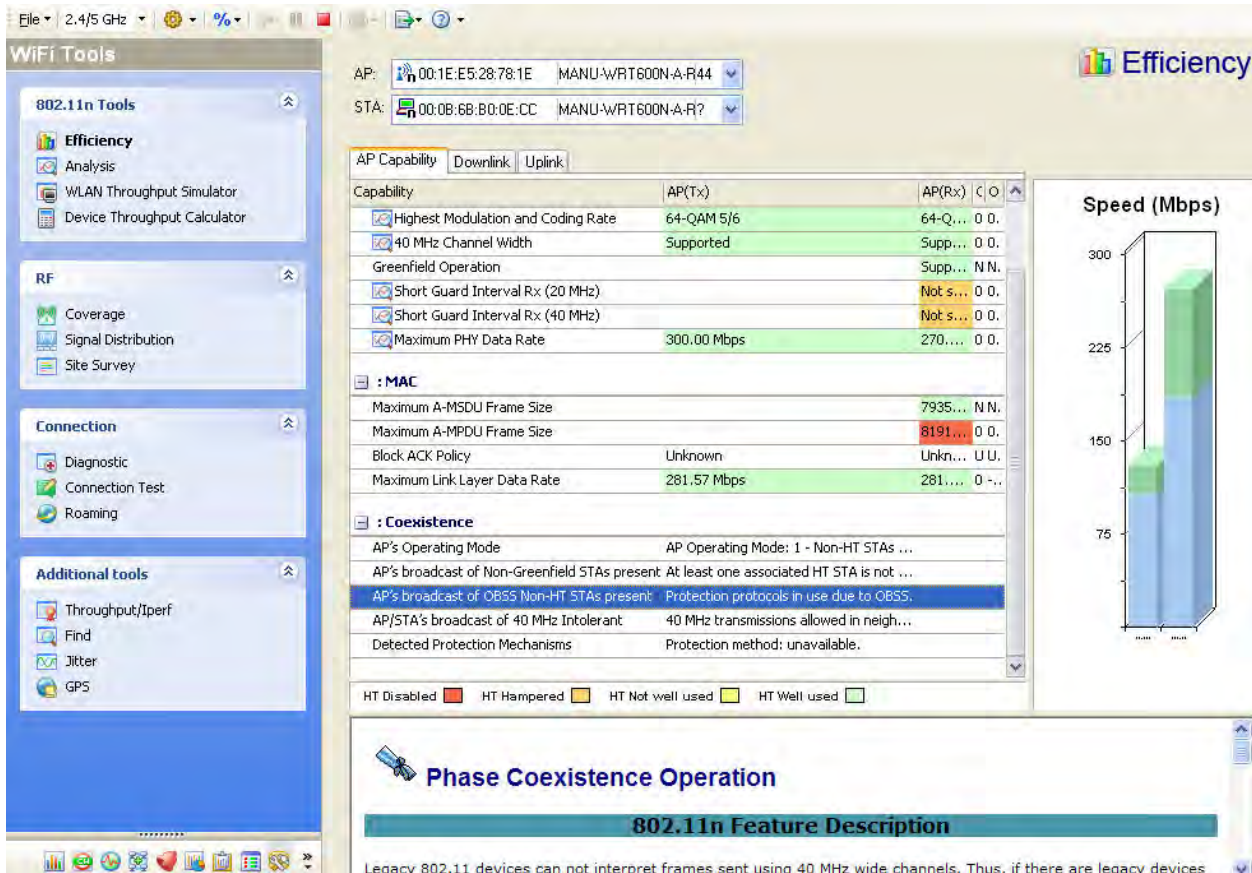 File 2.4/5 GHz %
WiFi Tools
802.11n Tools
Efficiency
Analysis
WLAN Throughput Simulator
Device Throughput Calculator
RF
Coverage
Signal Distribution
Site Survey
Connection
Diagnostic
Connection Test
Roaming
Additional tools
Throughput/Iperf
Find
Jitter
GPS
AP: 00:1E:E5:28:78:1E MANU-WRT600N-A-R44
STA: 00:0B:6B:B0:0E:CC MANU-WRT600N-A-R?
Efficiency
AP Capability Downlink Uplink
Capability AP(Tx) AP(Rx) C O
Highest Modulation and Coding Rate 64-QAM 5/6 64-Q... 0 0.
40 MHz Channel Width Supported Supp... 0 0.
Greenfield Operation Supp... N N.
Short Guard Interval Rx (20 MHz) Not s... 0 0.
Short Guard Interval Rx (40 MHz) Not s... 0 0.
Maximum PHY Data Rate 300.00 Mbps 270.... 0 0.
: MAC
Maximum A-MSDU Frame Size 7935... N N.
Maximum A-MPDU Frame Size 8191... 0 0.
Block ACK Policy Unknown Unkn... U U.
Maximum Link Layer Data Rate 281.57 Mbps 281.... 0 -..
: Coexistence
AP's Operating Mode AP Operating Mode: 1 - Non-HT STAs ...
AP's broadcast of Non-Greenfield STAs present At least one associated HT STA is not ...
AP's broadcast of OBSS Non-HT STAs present Protection protocols in use due to OBSS.
AP/STA's broadcast of 40 MHz Intolerant 40 MHz transmissions allowed in neigh...
Detected Protection Mechanisms Protection method: unavailable.
HT Disabled HT Hampered HT Not well used HT Well used
Speed (Mbps)
300
225
150
75
Phase Coexistence Operation
802.11n Feature Description
Legacy 802.11 devices can not interpret frames sent using 40 MHz wide channels. Thus, if there are legacy devices